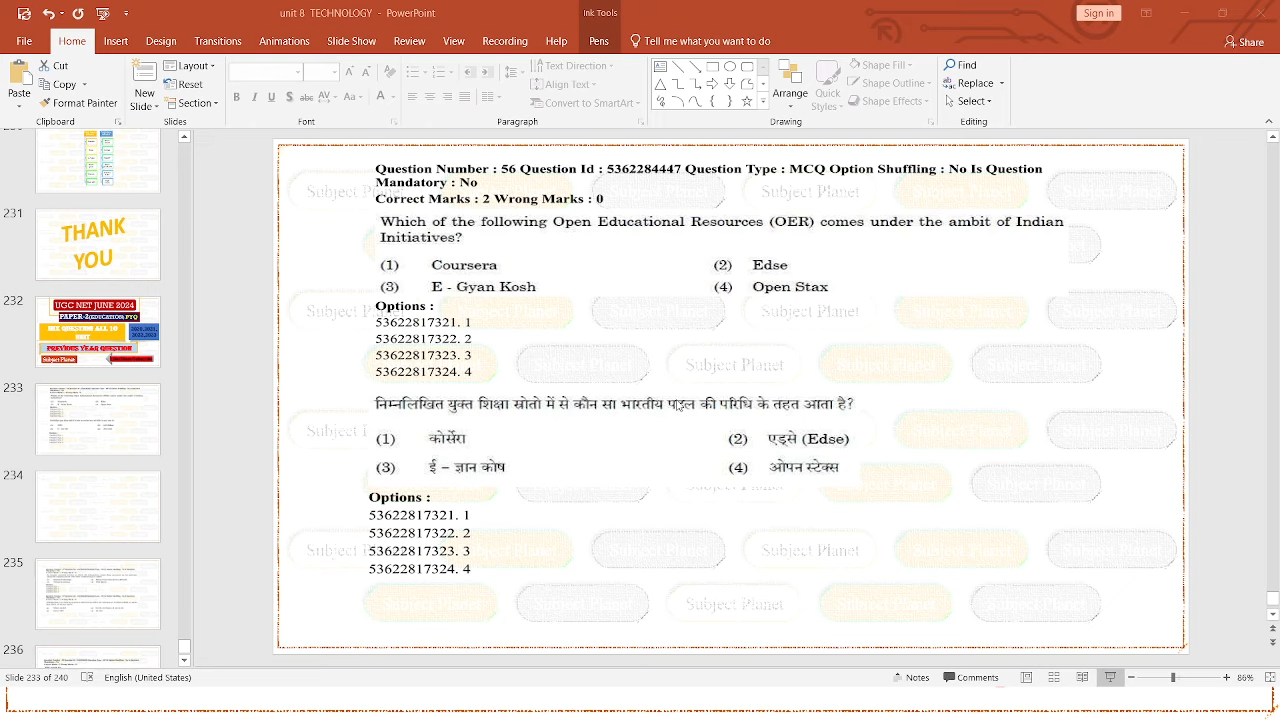 unit 8 TECHNOLOGY MCQ - PowerPoint
Ink Tools
Sign in
File Home Insert Design Transitions Animations Slide Show Review View Recording Help Pens Tell me what you want to do Share
Paste
Cut
Copy
Format Painter
Clipboard
New Slide
Layout
Reset
Section
Slides
Font
Text Direction
Align Text
Convert to SmartArt
Paragraph
Arrange
Quick Styles
Shape Fill
Shape Outline
Shape Effects
Drawing
Find
Replace
Select
Editing
231
THANK YOU
232
UGC NET JUNE 2024
PAPER-2(EDUCATION) PYQ
PREVIOUS YEAR QUESTION
Subject Planet
233
234
235
236
Question Number : 56 Question Id : 5362284447 Question Type : MCQ Option Shuffling : No Is Question
Mandatory : No
Correct Marks : 2 Wrong Marks : 0
Which of the following Open Educational Resources (OER) comes under the ambit of Indian
Initiatives?
(1) Coursera (2) Edse
(3) E - Gyan Kosh (4) Open Stax
Options :
53622817321. 1
53622817322. 2
53622817323. 3
53622817324. 4
निम्नलिखित मुक्त शिक्षा साधन में से कौन सा भारतीय पहल की परिधि के तहत आता है?
(1) कोर्सेरा (2) एड्से (Edse)
(3) ई – ज्ञान कोष (4) ओपन स्टैक्स
Options :
53622817321. 1
53622817322. 2
53622817323. 3
53622817324. 4
Subject Planet
Slide 233 of 240 English (United States) Notes Comments 86%